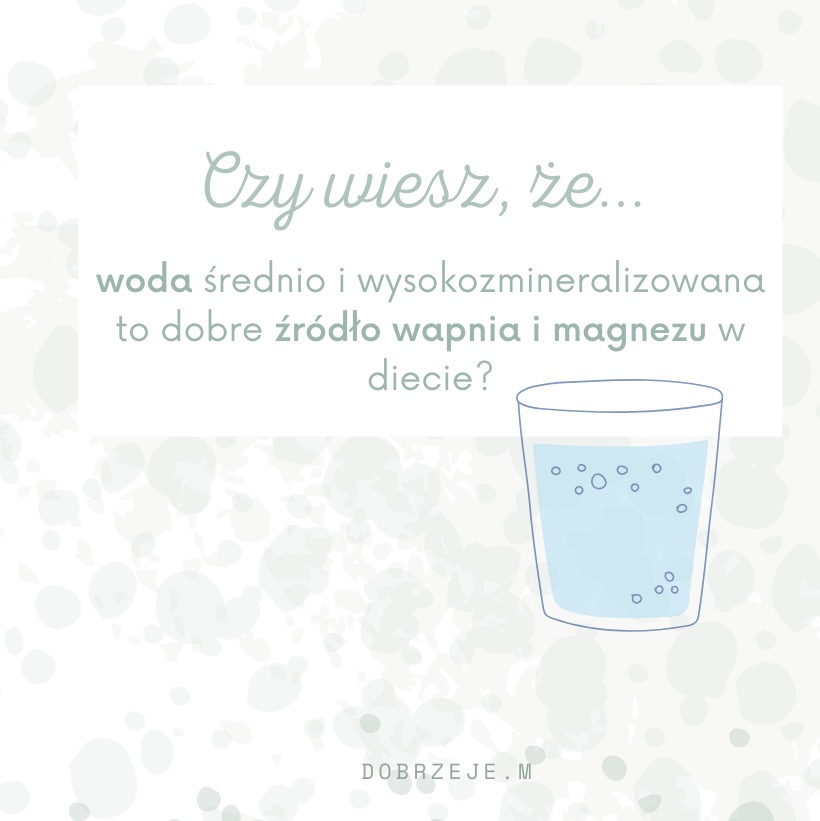 Czy wiesz, że...
woda średnio i wysokozmineralizowana
to dobre źródło wapnia i magnezu w
diecie?
DOBRZEJE.M